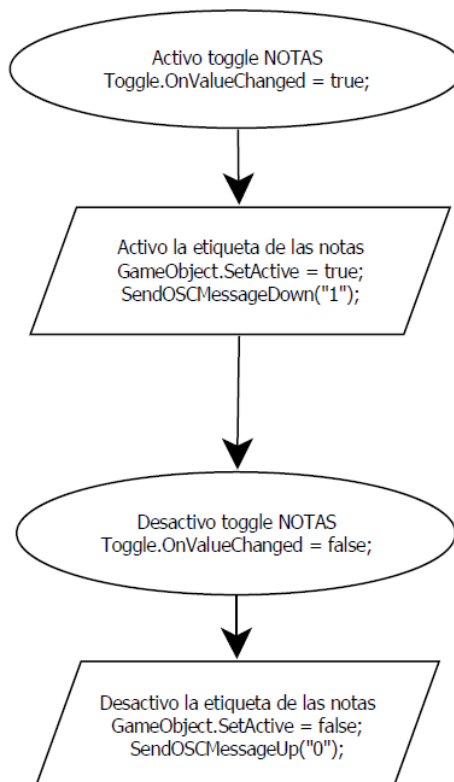 Activo toggle NOTAS
Toggle.OnValueChanged = true;
Activo la etiqueta de las notas
GameObject.SetActive = true;
SendOSCMessageDown("1");
Desactivo toggle NOTAS
Toggle.OnValueChanged = false;
Desactivo la etiqueta de las notas
GameObject.SetActive = false;
SendOSCMessageUp("0");